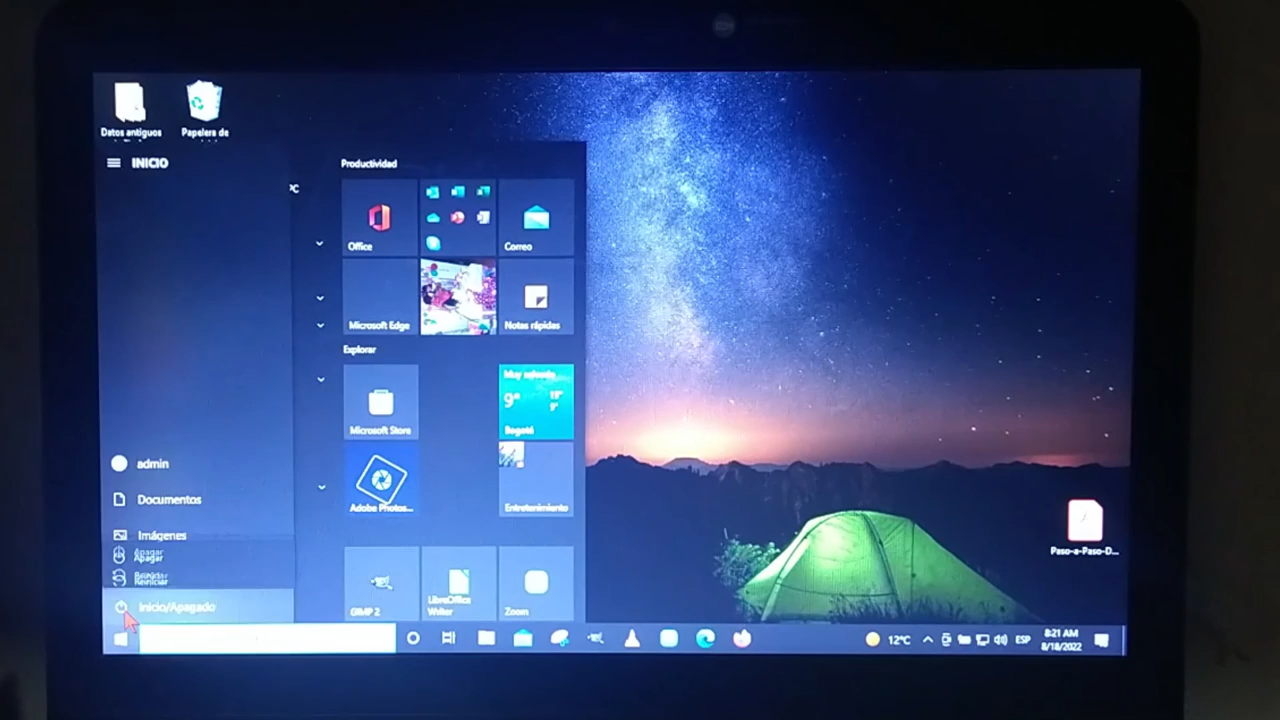 Datos antiguos
Papelera de
INICIO
PC
Productividad
Office
Correo
Microsoft Edge
Notas rápidas
Explorar
Microsoft Store
9°
Bogotá
admin
Documentos
Imágenes
Apagar
Reiniciar
Inicio/Apagado
Adobe Photos...
Entretenimiento
GIMP 2
LibreOffice
Writer
Zoom
Paso-a-Paso-D...
12°C
ESP
8:21 AM
8/18/2022